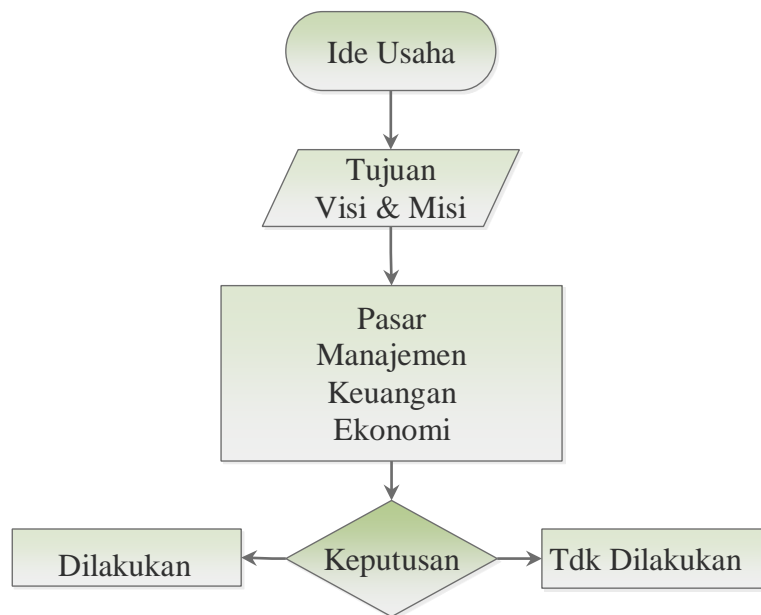 Ide Usaha
Tujuan
Visi & Misi
Pasar
Manajemen
Keuangan
Ekonomi
Dilakukan
Keputusan
Tdk Dilakukan